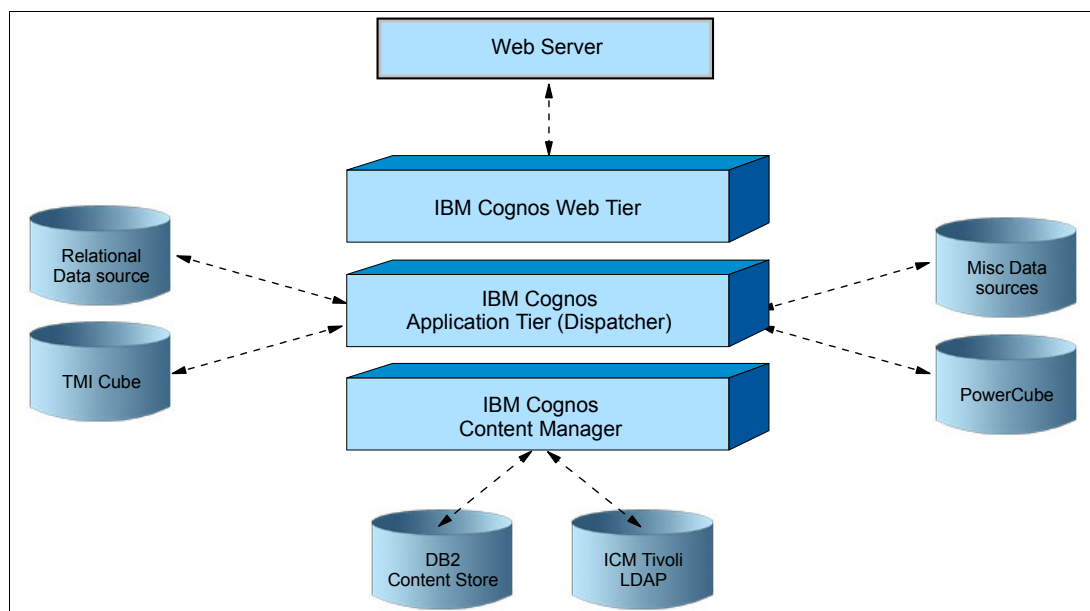 Web Server
IBM Cognos Web Tier
Relational
Data source
IBM Cognos
Application Tier (Dispatcher)
Misc Data
sources
TMI Cube
PowerCube
IBM Cognos
Content Manager
DB2
Content Store
ICM Tivoli
LDAP